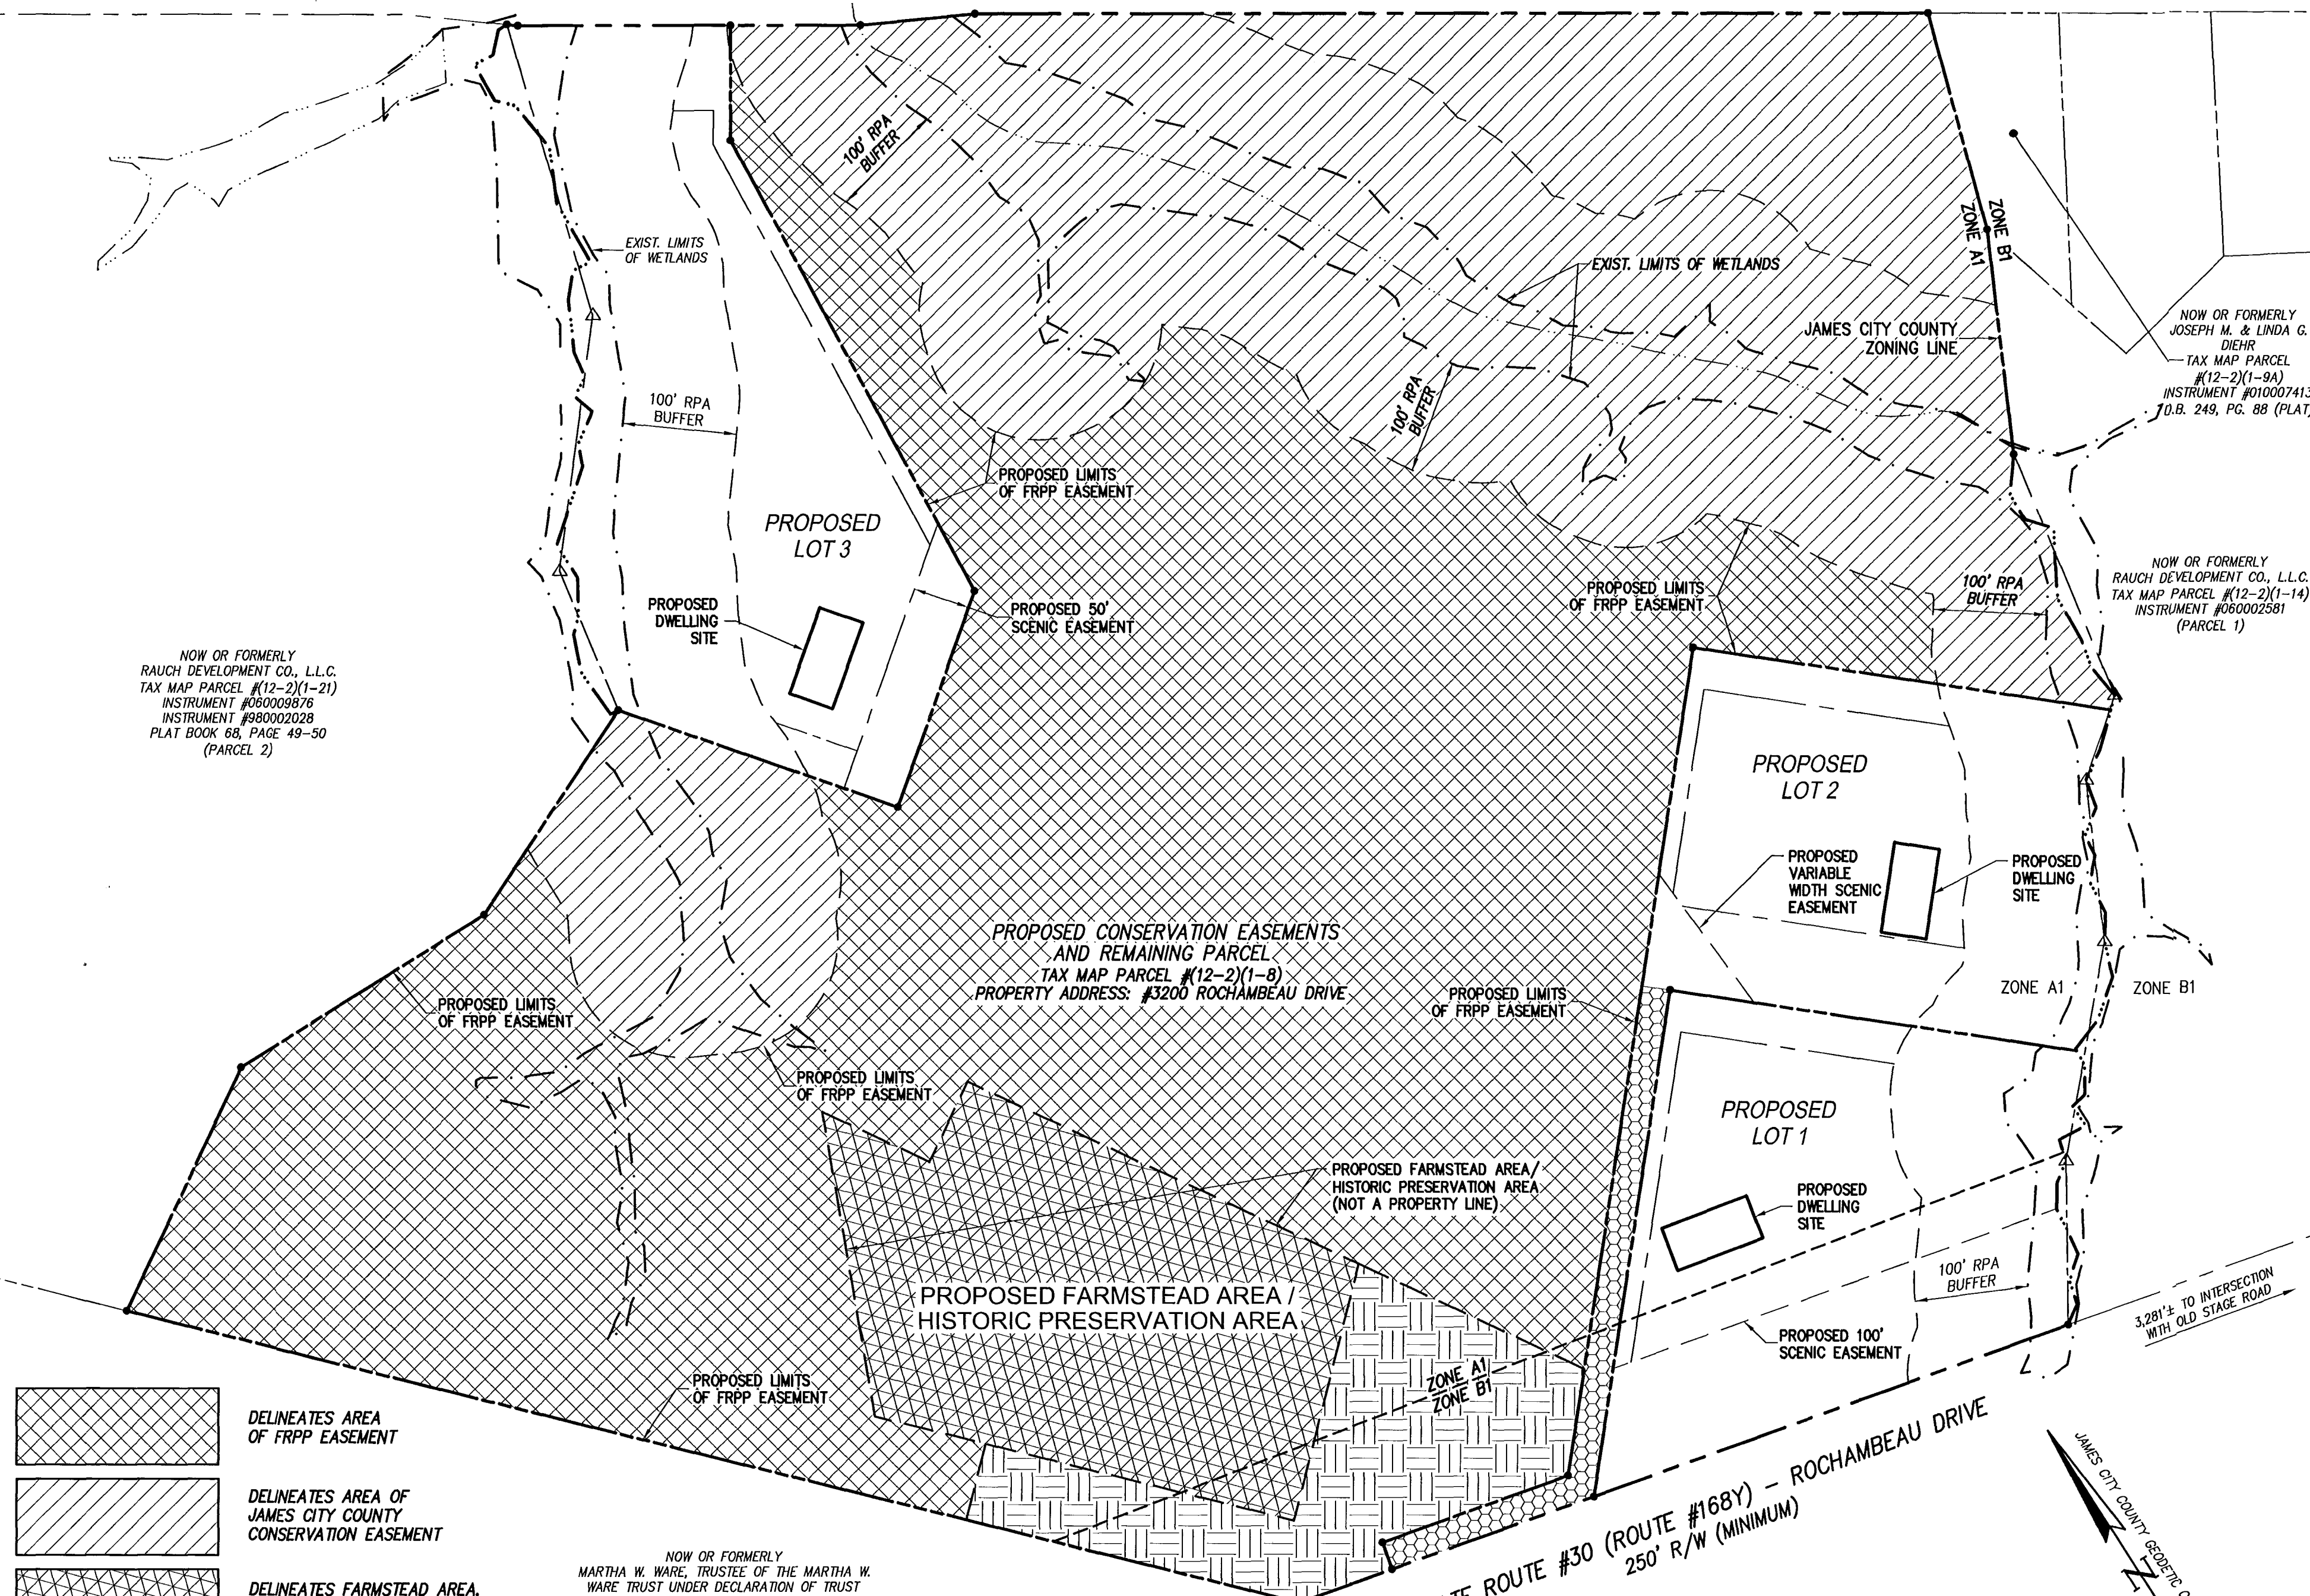 100' RPA
BUFFER
EXIST. LIMITS
OF WETLANDS
ZONE B1
ZONE A1
EXIST. LIMITS OF WETLANDS
JAMES CITY COUNTY
ZONING LINE
NOW OR FORMERLY
JOSEPH M. & LINDA G.
DIEHR
TAX MAP PARCEL
#(12-2)(1-9A)
INSTRUMENT #010007413
D.B. 249, PG. 88 (PLAT)
100' RPA
BUFFER
100' RPA
BUFFER
PROPOSED LIMITS
OF FRPP EASEMENT
PROPOSED
LOT 3
PROPOSED
DWELLING
SITE
PROPOSED 50'
SCENIC EASEMENT
PROPOSED LIMITS
OF FRPP EASEMENT
100' RPA
BUFFER
NOW OR FORMERLY
RAUCH DEVELOPMENT CO., L.L.C.
TAX MAP PARCEL #(12-2)(1-14)
INSTRUMENT #060002581
(PARCEL 1)
NOW OR FORMERLY
RAUCH DEVELOPMENT CO., L.L.C.
TAX MAP PARCEL #(12-2)(1-21)
INSTRUMENT #060009876
INSTRUMENT #980002028
PLAT BOOK 68, PAGE 49-50
(PARCEL 2)
PROPOSED
LOT 2
PROPOSED
VARIABLE
WIDTH SCENIC
EASEMENT
PROPOSED
DWELLING
SITE
PROPOSED CONSERVATION EASEMENTS
AND REMAINING PARCEL
TAX MAP PARCEL #(12-2)(1-8)
PROPERTY ADDRESS: #3200 ROCHAMBEAU DRIVE
PROPOSED LIMITS
OF FRPP EASEMENT
PROPOSED LIMITS
OF FRPP EASEMENT
ZONE A1
ZONE B1
PROPOSED LIMITS
OF FRPP EASEMENT
PROPOSED
LOT 1
PROPOSED FARMSTEAD AREA/
HISTORIC PRESERVATION AREA
(NOT A PROPERTY LINE)
PROPOSED
DWELLING
SITE
PROPOSED FARMSTEAD AREA /
HISTORIC PRESERVATION AREA
100' RPA
BUFFER
3,281'± TO INTERSECTION
WITH OLD STAGE ROAD
PROPOSED 100'
SCENIC EASEMENT
ZONE A1
ZONE B1
PROPOSED LIMITS
OF FRPP EASEMENT
DELINEATES AREA
OF FRPP EASEMENT
DELINEATES AREA OF
JAMES CITY COUNTY
CONSERVATION EASEMENT
DELINEATES FARMSTEAD AREA,
NOW OR FORMERLY
MARTHA W. WARE, TRUSTEE OF THE MARTHA W.
WARE TRUST UNDER DECLARATION OF TRUST
ROUTE #30 (ROUTE #168Y) - ROCHAMBEAU DRIVE
250' R/W (MINIMUM)
JAMES CITY COUNTY GEODETIC